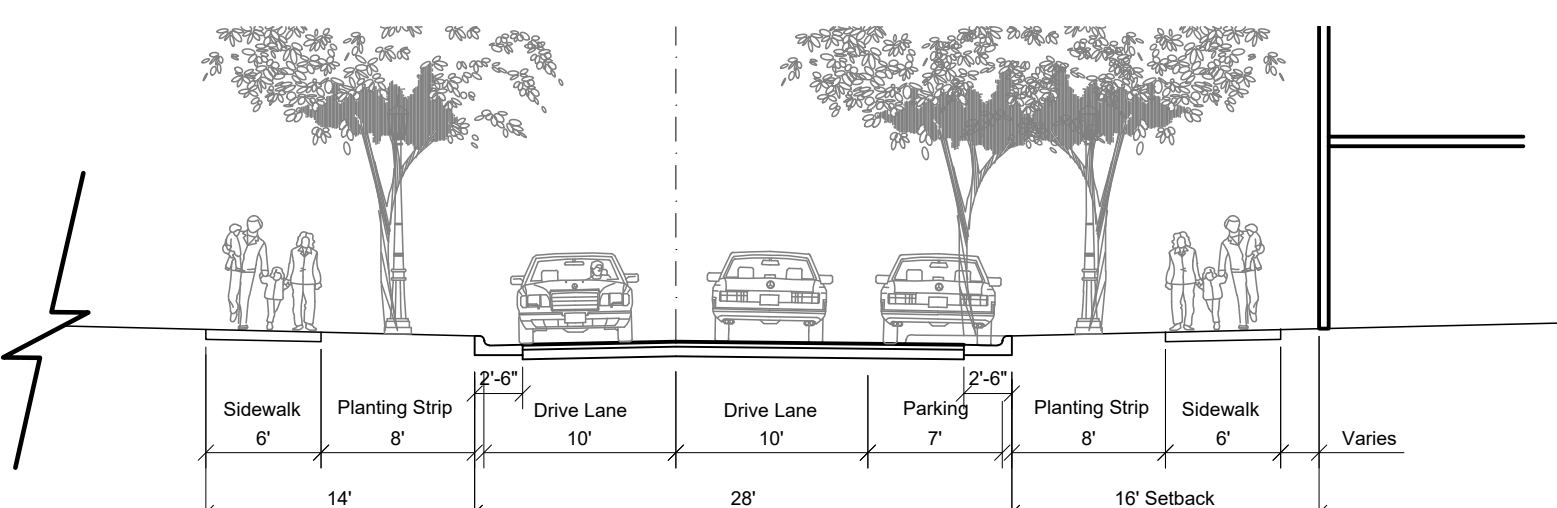 2'-6" 2'-6"
Sidewalk Planting Strip Drive Lane Drive Lane Parking Planting Strip Sidewalk
6' 8' 10' 10' 7' 8' 6' Varies
14' 28' 16' Setback